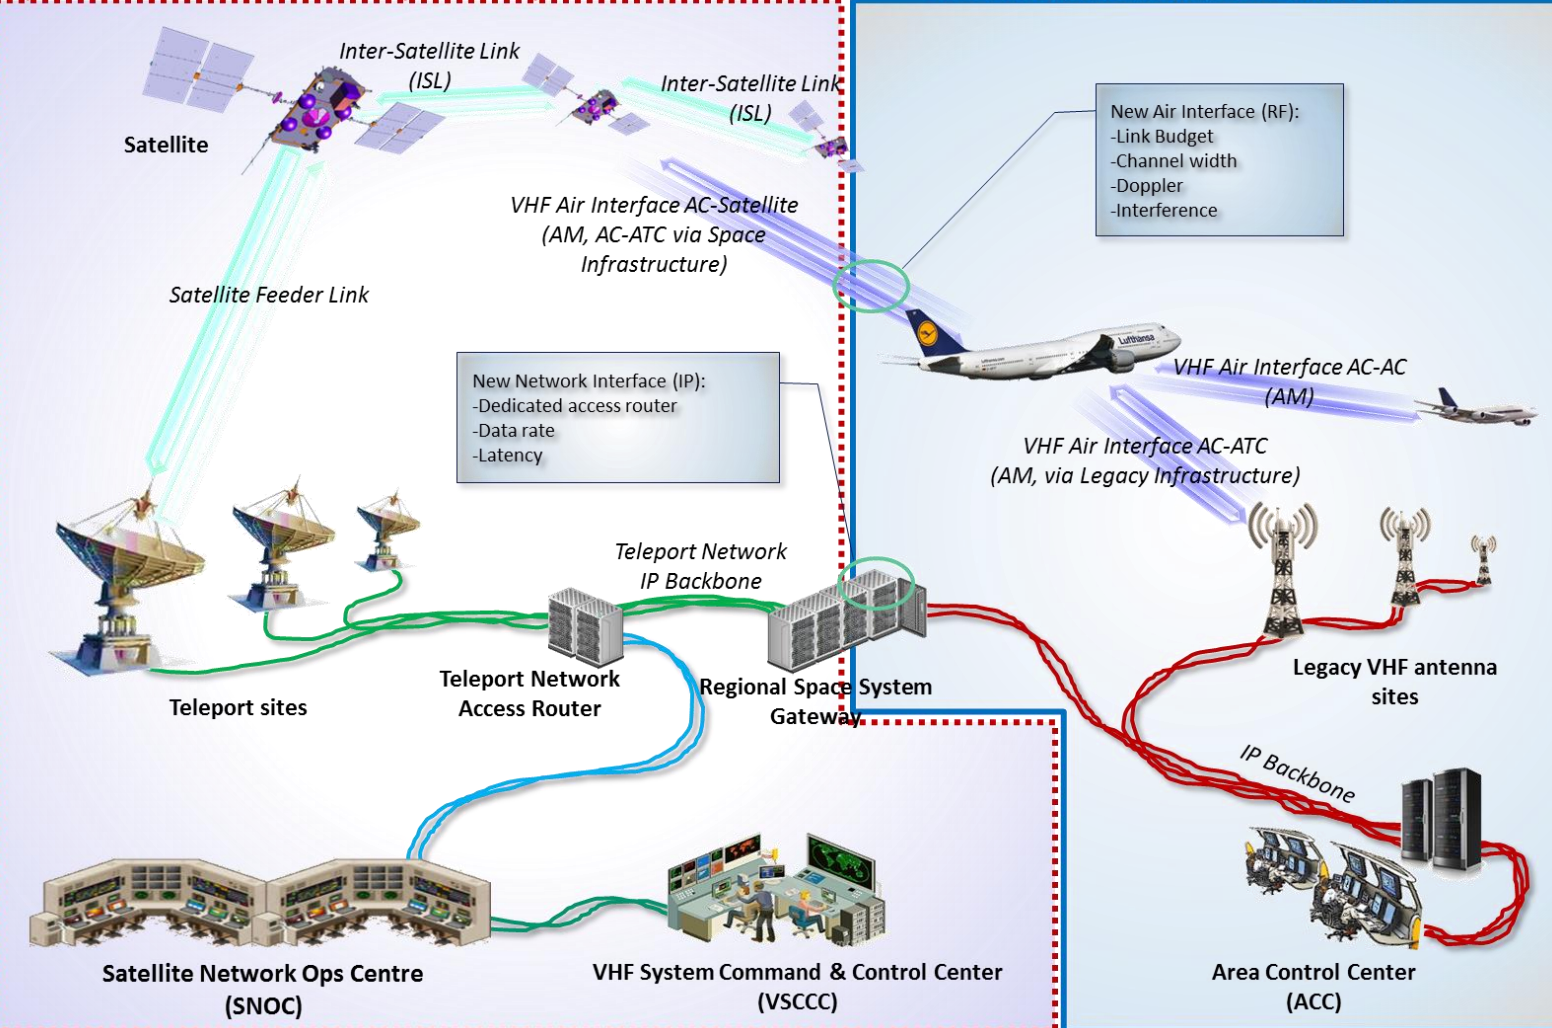 Inter-Satellite Link
(ISL)
Inter-Satellite Link
(ISL)
Satellite
New Air Interface (RF):
-Link Budget
-Channel width
-Doppler
-Interference
VHF Air Interface AC-Satellite
(AM, AC-ATC via Space
Infrastructure)
Satellite Feeder Link
Lufthansa
New Network Interface (IP):
-Dedicated access router
-Data rate
-Latency
VHF Air Interface AC-AC
(AM)
VHF Air Interface AC-ATC
(AM, via Legacy Infrastructure)
Teleport Network
IP Backbone
Teleport sites
Teleport Network
Access Router
Regional Space System
Gateway
Legacy VHF antenna
sites
IP Backbone
Satellite Network Ops Centre
(SNOC)
VHF System Command & Control Center
(VSCCC)
Area Control Center
(ACC)